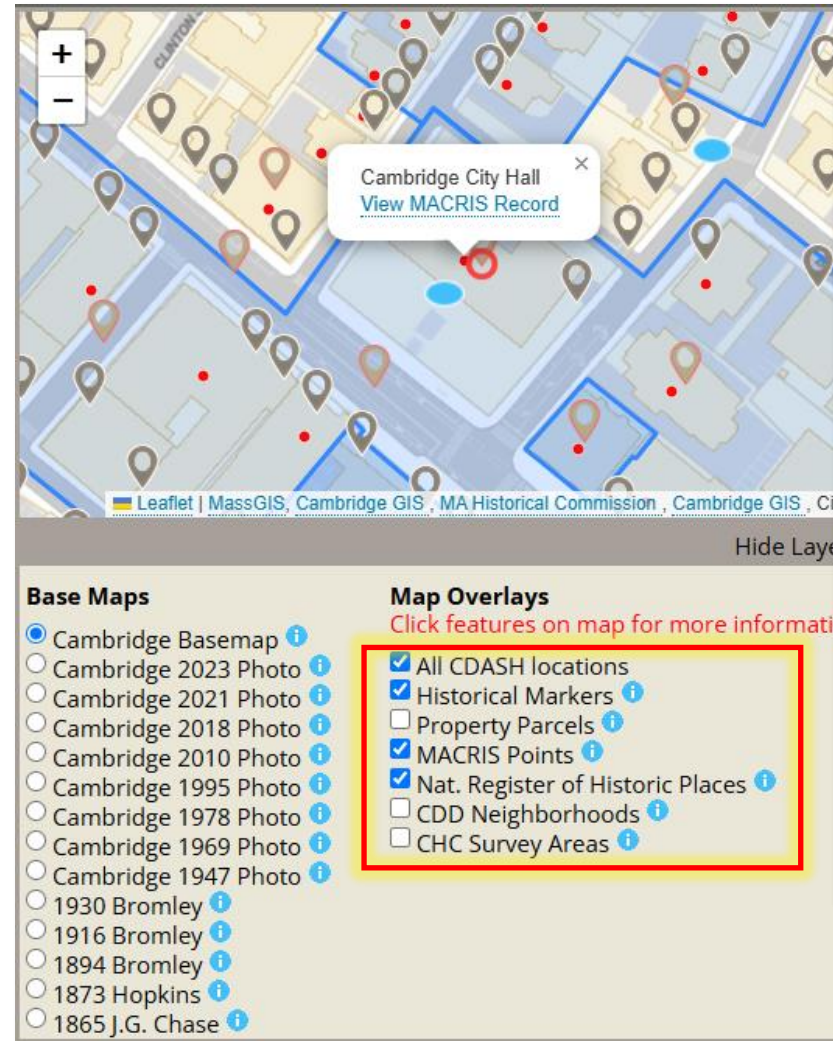 +
−
CLINTON
Cambridge City Hall ×
View MACRIS Record
Leaflet | MassGIS, Cambridge GIS , MA Historical Commission , Cambridge GIS , Ci
Hide Laye
Base Maps
Cambridge Basemap i
Cambridge 2023 Photo i
Cambridge 2021 Photo i
Cambridge 2018 Photo i
Cambridge 2010 Photo i
Cambridge 1995 Photo i
Cambridge 1978 Photo i
Cambridge 1969 Photo i
Cambridge 1947 Photo i
1930 Bromley i
1916 Bromley i
1894 Bromley i
1873 Hopkins i
1865 J.G. Chase i
Map Overlays
Click features on map for more informati
All CDASH locations
Historical Markers i
Property Parcels i
MACRIS Points i
Nat. Register of Historic Places i
CDD Neighborhoods i
CHC Survey Areas i